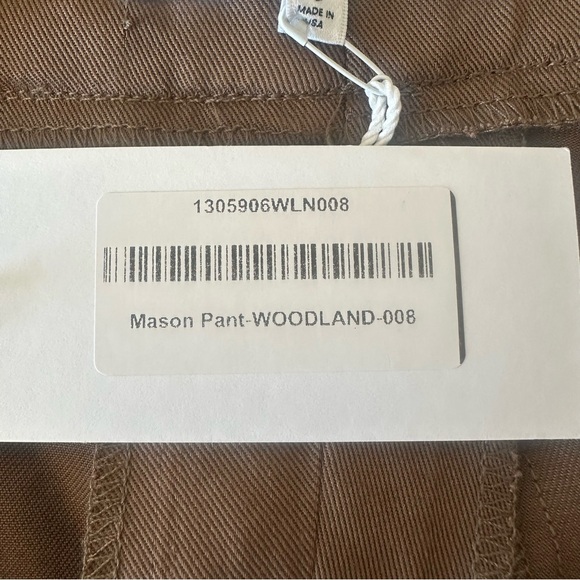 MADE IN
USA
1305906WLN008
Mason Pant-WOODLAND-008